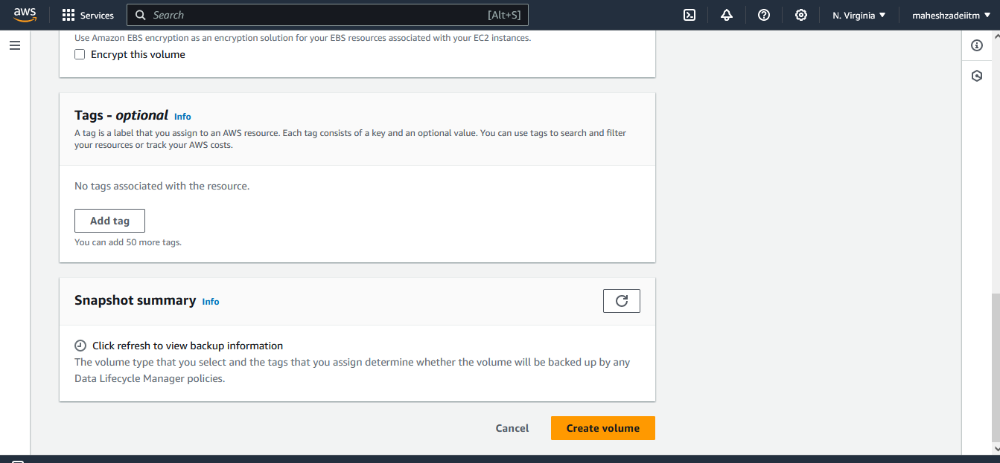 aws
Services
Search
[Alt+S]
N. Virginia
maheshzadeiitm
Use Amazon EBS encryption as an encryption solution for your EBS resources associated with your EC2 instances.
Encrypt this volume
Tags - optional Info
A tag is a label that you assign to an AWS resource. Each tag consists of a key and an optional value. You can use tags to search and filter
your resources or track your AWS costs.
No tags associated with the resource.
Add tag
You can add 50 more tags.
Snapshot summary Info
Click refresh to view backup information
The volume type that you select and the tags that you assign determine whether the volume will be backed up by any
Data Lifecycle Manager policies.
Cancel
Create volume